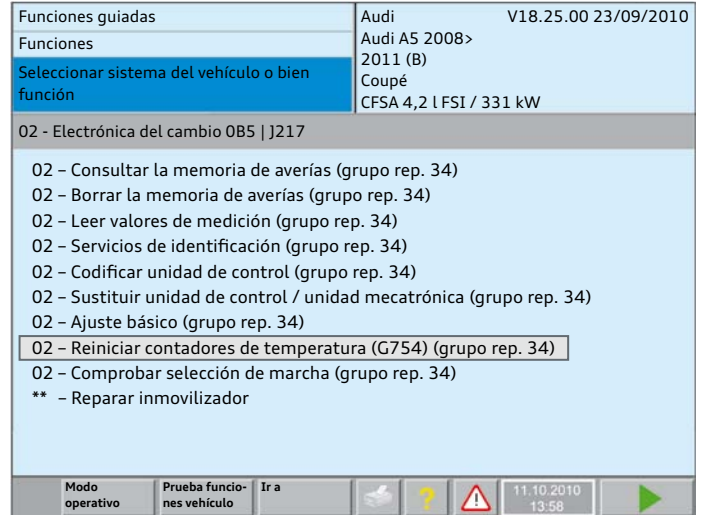 Funciones guiadas
Funciones
Seleccionar sistema del vehículo o bien
función
Audi V18.25.00 23/09/2010
Audi A5 2008>
2011 (B)
Coupé
CFSA 4,2 l FSI / 331 kW
02 - Electrónica del cambio 0B5 | J217
02 – Consultar la memoria de averías (grupo rep. 34)
02 – Borrar la memoria de averías (grupo rep. 34)
02 – Leer valores de medición (grupo rep. 34)
02 – Servicios de identificación (grupo rep. 34)
02 – Codificar unidad de control (grupo rep. 34)
02 – Sustituir unidad de control / unidad mecatrónica (grupo rep. 34)
02 – Ajuste básico (grupo rep. 34)
02 – Reiniciar contadores de temperatura (G754) (grupo rep. 34)
02 – Comprobar selección de marcha (grupo rep. 34)
** – Reparar inmovilizador
Modo
operativo
Prueba funcio-
nes vehículo
Ir a
?
11.10.2010
13:58